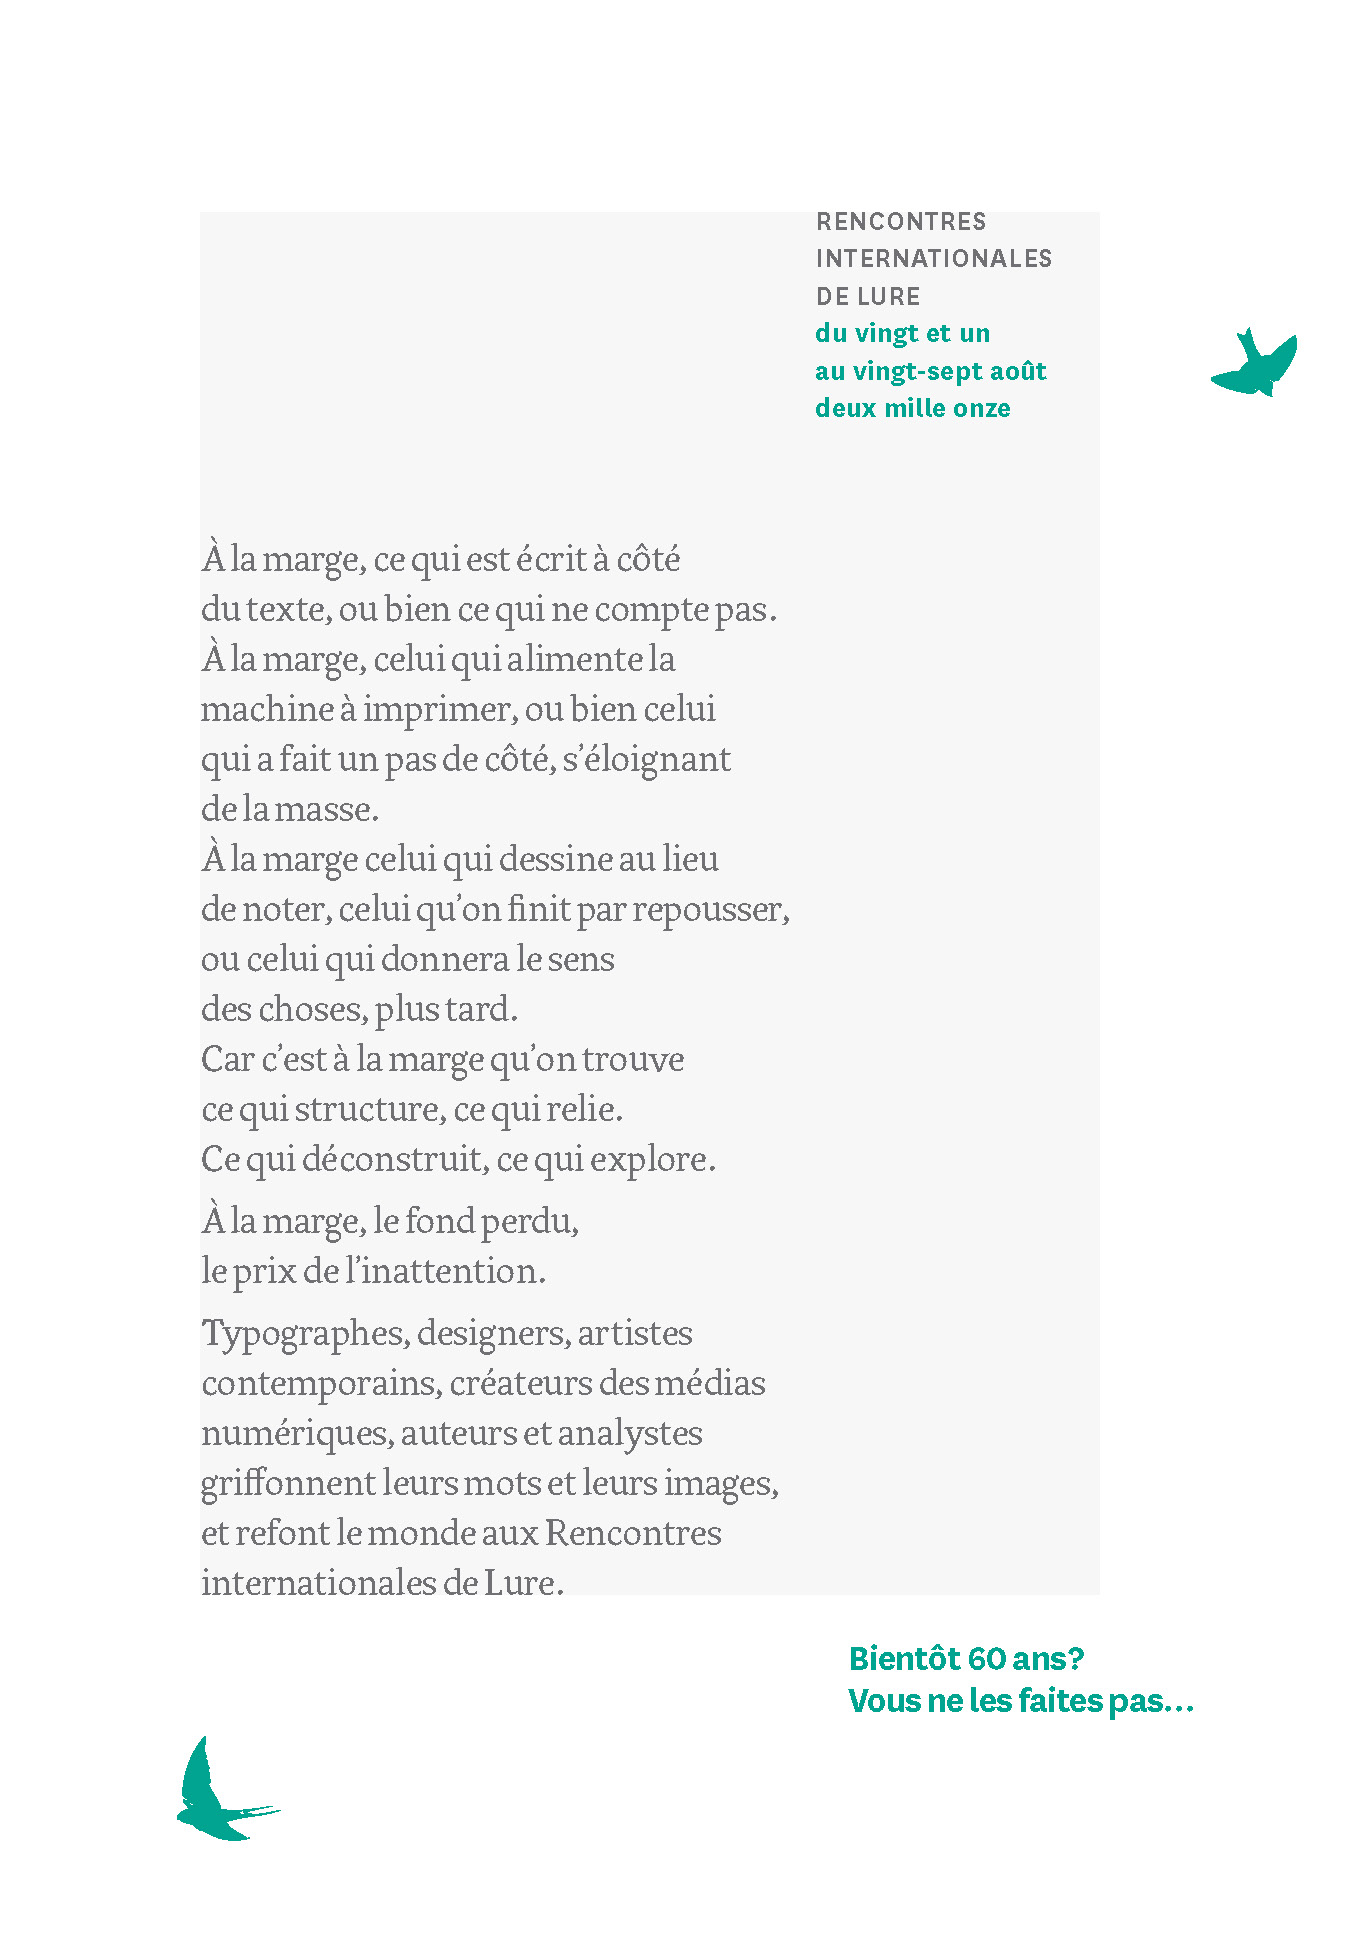 RENCONTRES
INTERNATIONALES
DE LURE
du vingt et un
au vingt-sept août
deux mille onze
À la marge, ce qui est écrit à côté
du texte, ou bien ce qui ne compte pas.
À la marge, celui qui alimente la
machine à imprimer, ou bien celui
qui a fait un pas de côté, s’éloignant
de la masse.
À la marge celui qui dessine au lieu
de noter, celui qu’on finit par repousser,
ou celui qui donnera le sens
des choses, plus tard.
Car c’est à la marge qu’on trouve
ce qui structure, ce qui relie.
Ce qui déconstruit, ce qui explore.
À la marge, le fond perdu,
le prix de l’inattention.
Typographes, designers, artistes
contemporains, créateurs des médias
numériques, auteurs et analystes
griffonnent leurs mots et leurs images,
et refont le monde aux Rencontres
internationales de Lure.
Bientôt 60 ans?
Vous ne les faites pas…